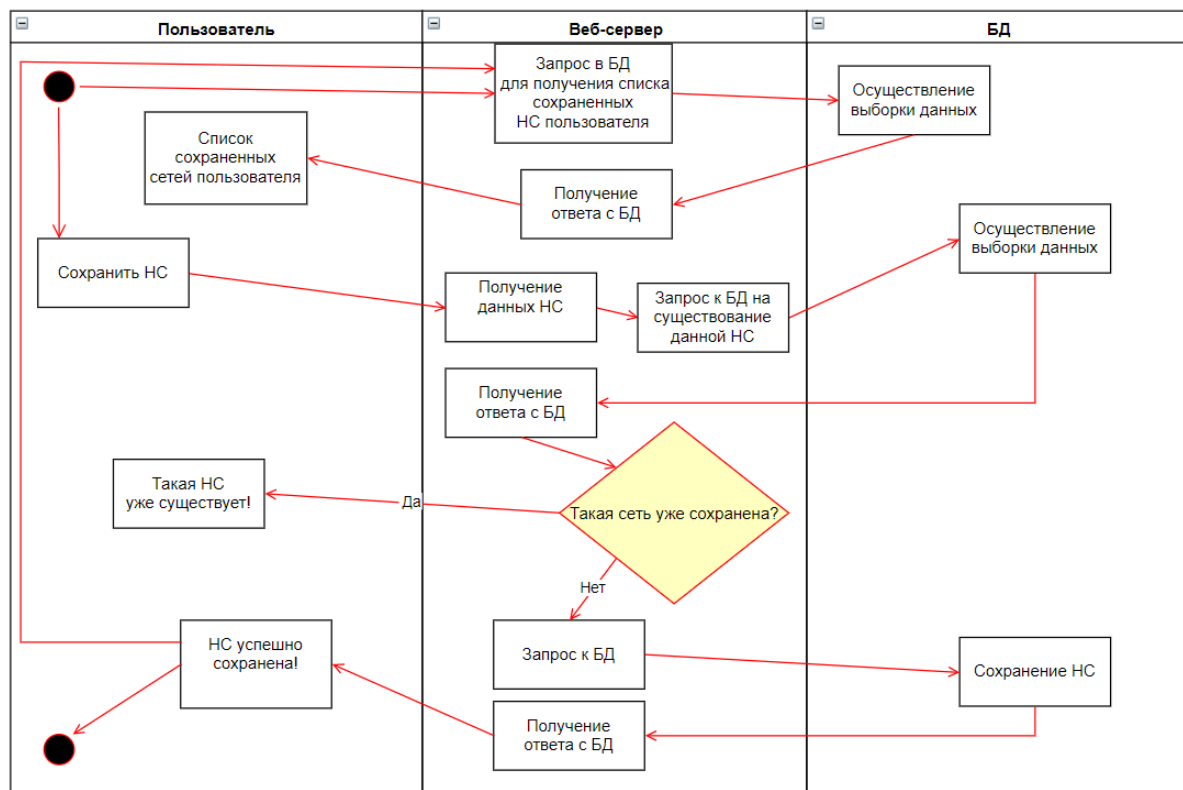 Пользователь
Веб-сервер
БД
Запрос в БД
для получения списка
сохраненных
НС пользователя
Осуществление
выборки данных
Список
сохраненных
сетей пользователя
Получение
ответа с БД
Осуществление
выборки данных
Сохранить НС
Получение
данных НС
Запрос к БД на
существование
данной НС
Получение
ответа с БД
Такая НС
уже существует!
Да
Такая сеть уже сохранена?
Нет
НС успешно
сохранена!
Запрос к БД
Сохранение НС
Получение
ответа с БД